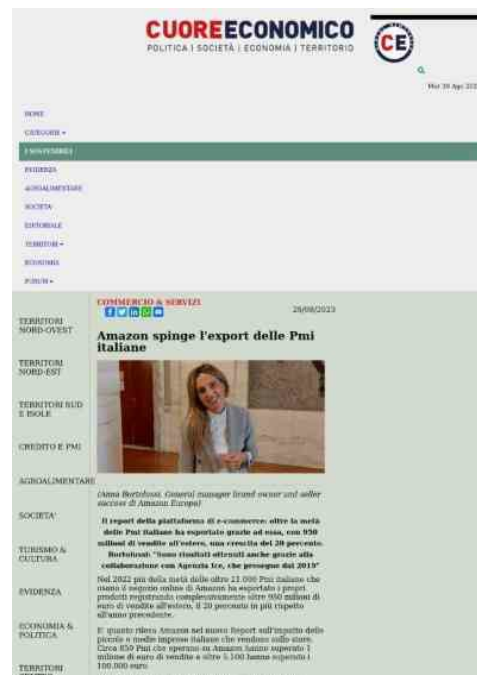 CUOREECONOMICO
POLITICA | SOCIETÀ | ECONOMIA | TERRITORIO
CE
Mer 30 Ago 202
HOME
CATEGORIE
I SOSTENIBILI
EVIDENZA
AGROALIMENTARE
SOCIETA'
EDITORIALE
TERRITORI
ECONOMIA
FORUM
COMMERCIO & SERVIZI
28/08/2023
TERRITORI
NORD-OVEST
Amazon spinge l'export delle Pmi
italiane
TERRITORI
NORD-EST
TERRITORI SUD
E ISOLE
CREDITO E PMI
AGROALIMENTARE
(Anna Bortolussi, General manager brand owner and seller
success di Amazon Europa)
SOCIETA'
Il report della piattaforma di e-commerce: oltre la metà
delle Pmi italiane ha esportato grazie ad essa, con 950
milioni di vendite all'estero, una crescita del 20 percento.
Bortolussi: "Sono risultati ottenuti anche grazie alla
collaborazione con Agenzia Ice, che prosegue dal 2019"
TURISMO &
CULTURA
Nel 2022 più della metà delle oltre 21.000 Pmi italiane che
usano il negozio online di Amazon ha esportato i propri
prodotti registrando complessivamente oltre 950 milioni di
euro di vendite all'estero, il 20 percento in più rispetto
all'anno precedente.
EVIDENZA
ECONOMIA &
POLITICA
E' quanto rileva Amazon nel nuovo Report sull'impatto delle
piccole e medie imprese italiane che vendono sullo store.
Circa 850 Pmi che operano su Amazon hanno superato 1
milione di euro di vendite e oltre 5.100 hanno superato i
100.000 euro
TERRITORI